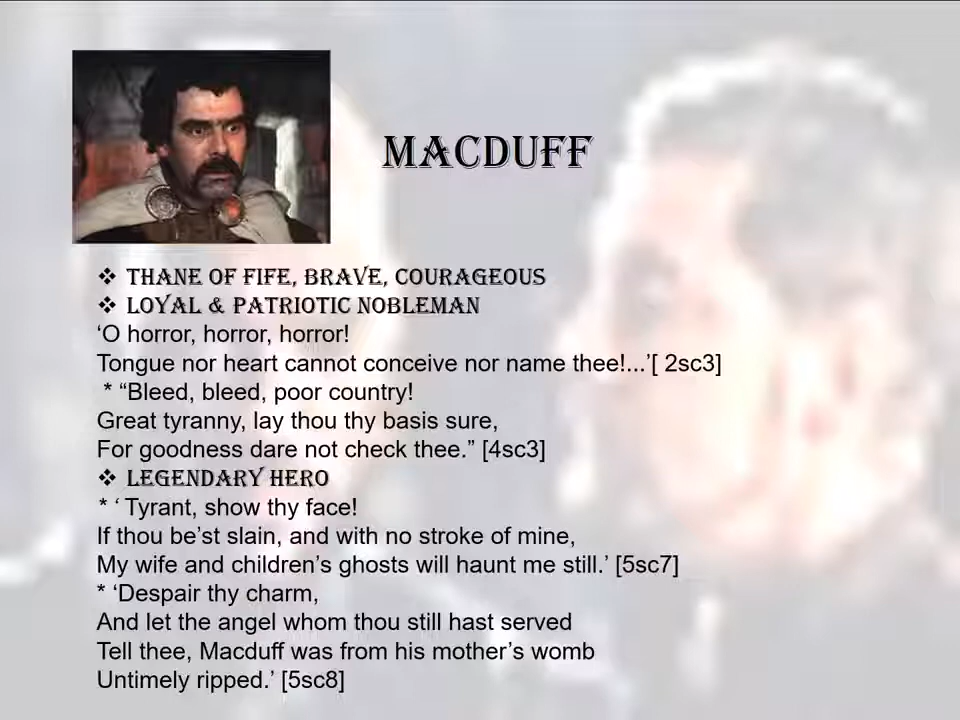 MACDUFF
❖ THANE OF FIFE, BRAVE, COURAGEOUS
❖ LOYAL & PATRIOTIC NOBLEMAN
‘O horror, horror, horror!
Tongue nor heart cannot conceive nor name thee!...’[ 2sc3]
* “Bleed, bleed, poor country!
Great tyranny, lay thou thy basis sure,
For goodness dare not check thee.” [4sc3]
❖ LEGENDARY HERO
* ‘ Tyrant, show thy face!
If thou be’st slain, and with no stroke of mine,
My wife and children’s ghosts will haunt me still.’ [5sc7]
* ‘Despair thy charm,
And let the angel whom thou still hast served
Tell thee, Macduff was from his mother’s womb
Untimely ripped.’ [5sc8]